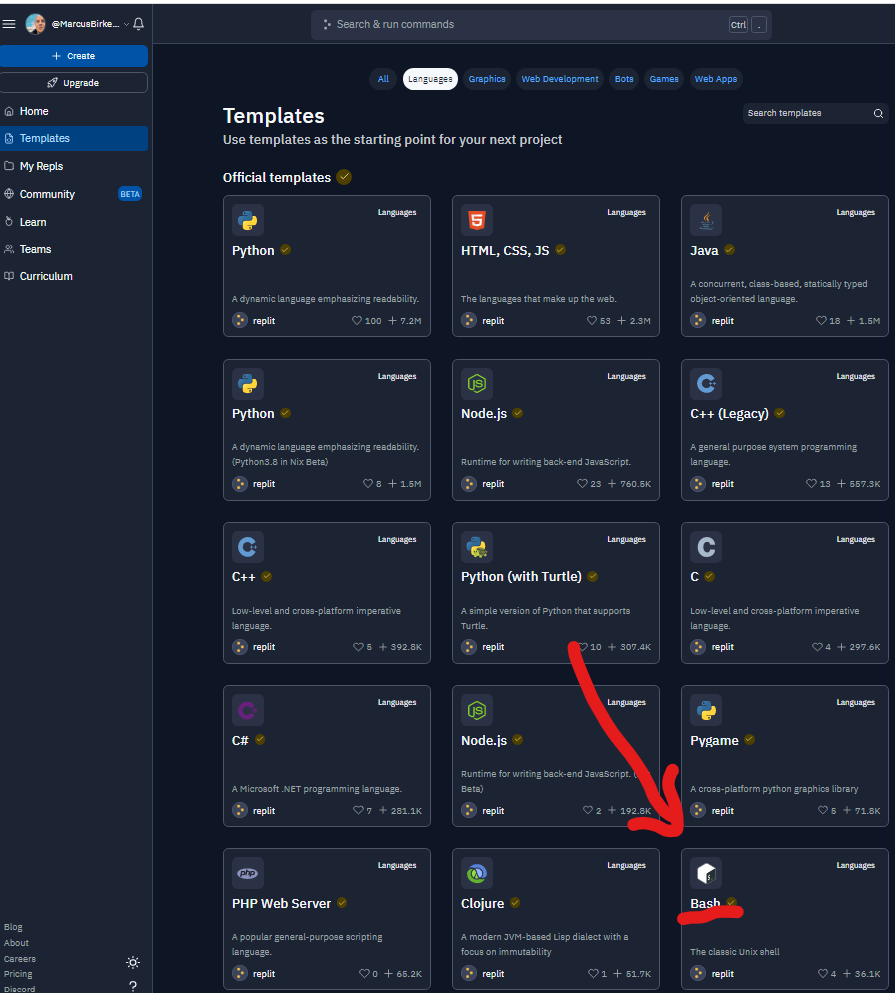 @MarcusBirke...
Search & run commands
Ctrl
.
+ Create
Upgrade
Home
Templates
My Repls
Community
BETA
Learn
Teams
Curriculum
All
Languages
Graphics
Web Development
Bots
Games
Web Apps
Templates
Search templates
Use templates as the starting point for your next project
Official templates
Languages
Python
A dynamic language emphasizing readability.
replit
100 + 7.2M
Languages
HTML, CSS, JS
The languages that make up the web.
replit
53 + 2.3M
Languages
Java
A concurrent, class-based, statically typed
object-oriented language.
replit
18 + 1.5M
Languages
Python
A dynamic language emphasizing readability.
(Python3.8 in Nix Beta)
replit
8 + 1.5M
Languages
JS
Node.js
Runtime for writing back-end JavaScript.
replit
23 + 760.5K
Languages
C++ (Legacy)
A general purpose system programming
language.
replit
13 + 557.3K
Languages
C++
Low-level and cross-platform imperative
language.
replit
5 + 392.8K
Languages
Python (with Turtle)
A simple version of Python that supports
Turtle.
replit
10 + 307.4K
Languages
C
C
Low-level and cross-platform imperative
language.
replit
4 + 297.6K
Languages
C#
A Microsoft .NET programming language.
replit
7 + 281.1K
Languages
JS
Node.js
Runtime for writing back-end JavaScript. (
Beta)
replit
2 + 192.8K
Languages
Pygame
A cross-platform python graphics library
replit
5 + 71.8K
Languages
php
PHP Web Server
A popular general-purpose scripting
language.
replit
0 + 65.2K
Languages
Clojure
A modern JVM-based Lisp dialect with a
focus on immutability
replit
1 + 51.7K
Languages
Bash
The classic Unix shell
replit
4 + 36.1K
Blog
About
Careers
Pricing
Discord
?